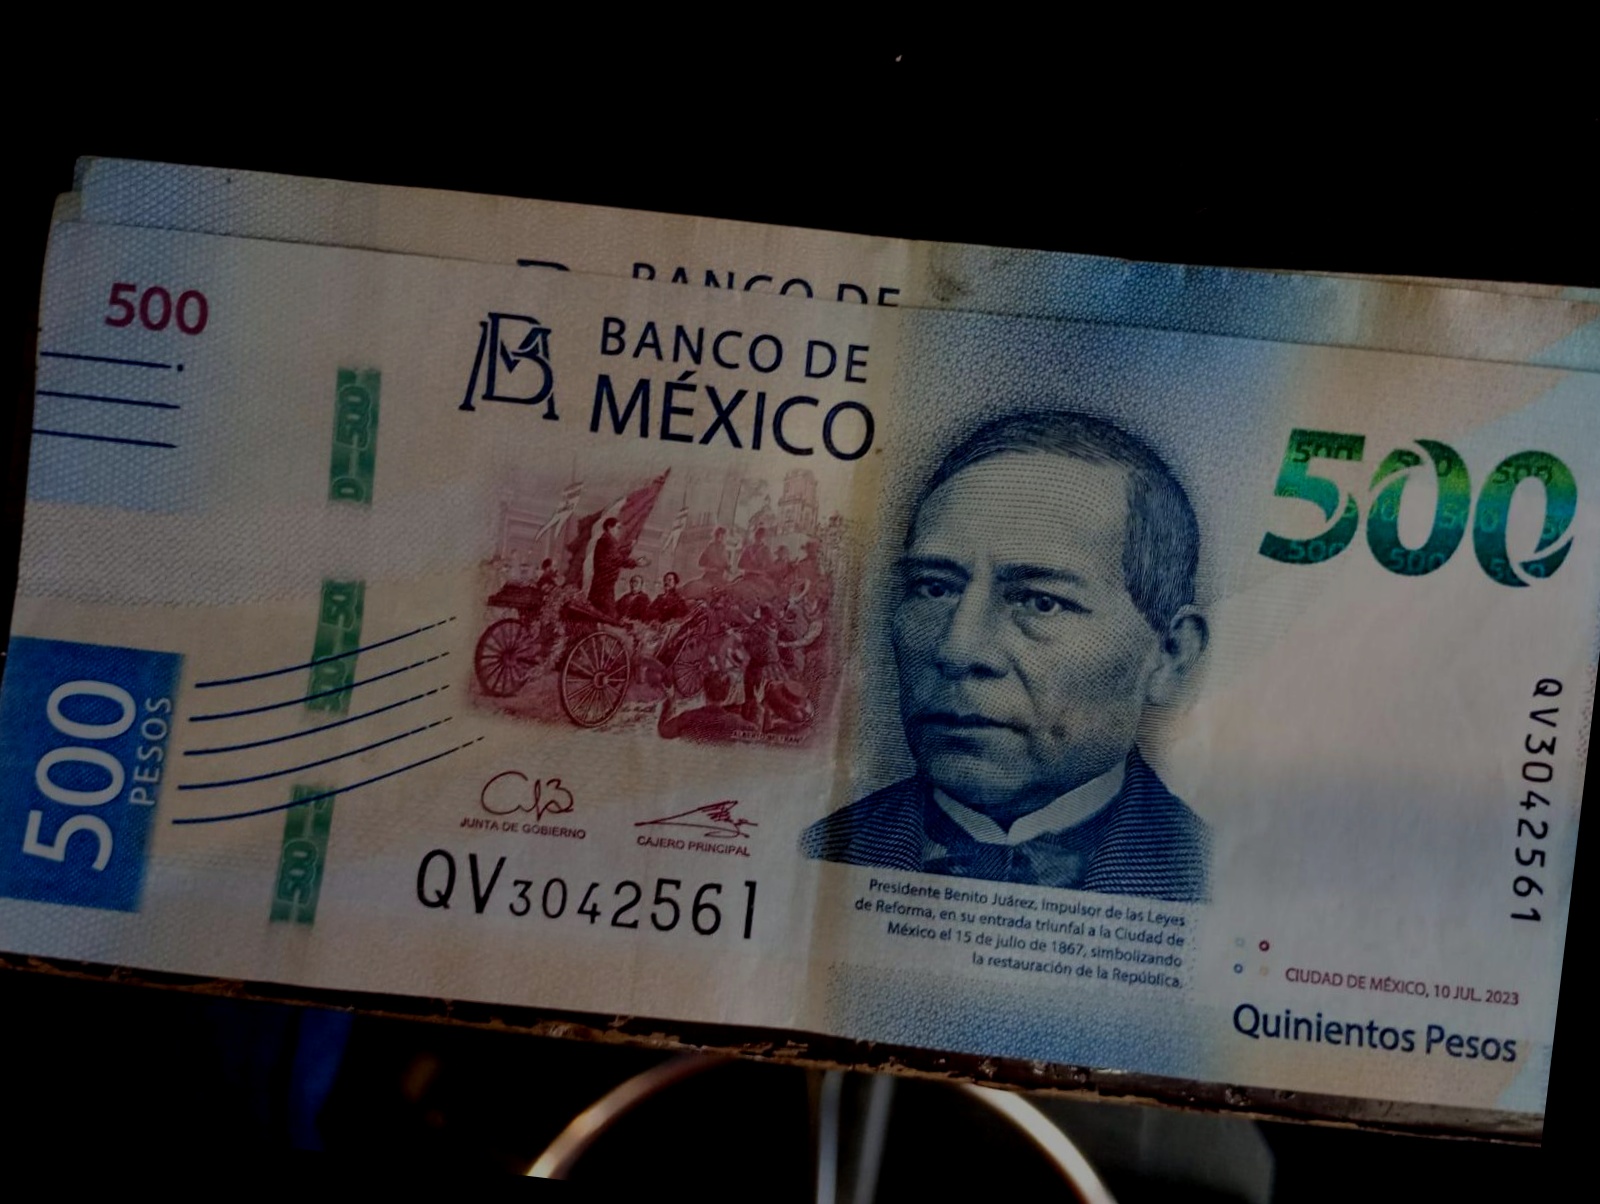 BANCO DE
500
BANCO DE
MÉXICO
500
500
PESOS
JUNTA DE GOBIERNO
CAJERO PRINCIPAL
QV3042561
QV3042561
Presidente Benito Juárez, impulsor de las Leyes
de Reforma, en su entrada triunfal a la Ciudad de
México el 15 de julio de 1867, simbolizando
la restauración de la República.
CIUDAD DE MÉXICO, 10 JUL. 2023
Quinientos Pesos